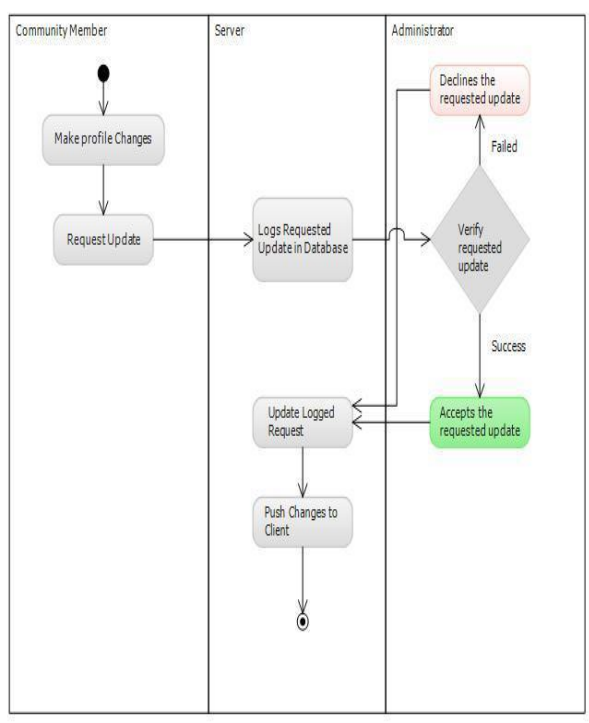 Community Member
Server
Administrator
Declines the
requested update
Make profile Changes
Failed
Request Update
Logs Requested
Update in Database
Verify
requested
update
Success
Update Logged
Request
Accepts the
requested update
Push Changes to
Client